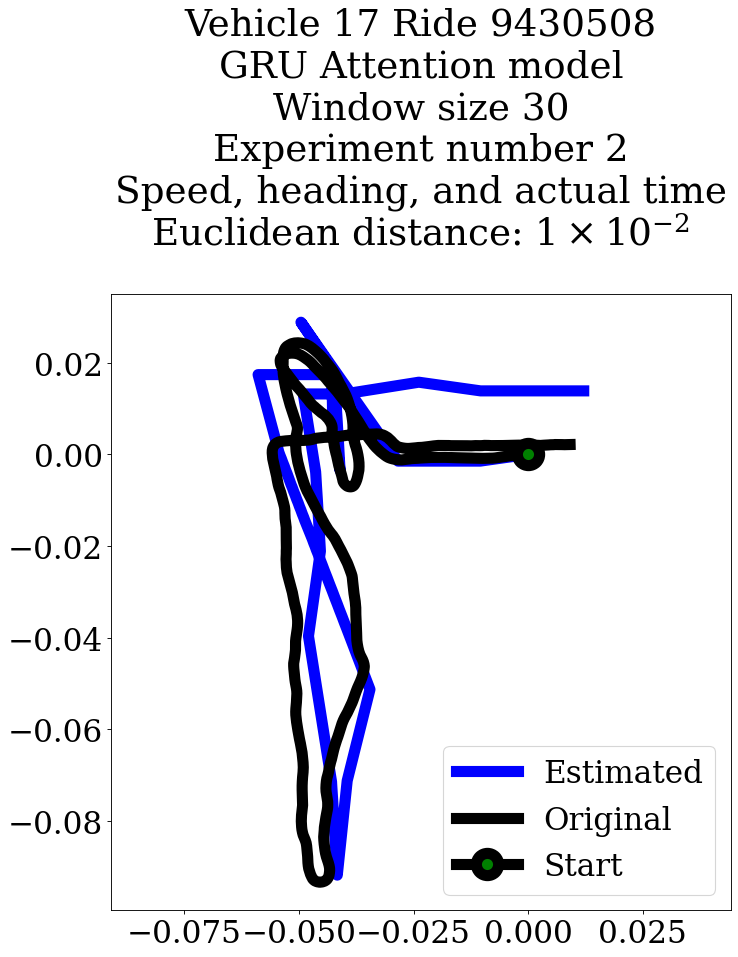 Vehicle 17 Ride 9430508
GRU Attention model
Window size 30
Experiment number 2
Speed, heading, and actual time
Euclidean distance: 1 × 10⁻²
0.02
0.00
−0.02
−0.04
−0.06
−0.08
−0.075 −0.050 −0.025 0.000 0.025
Estimated
Original
Start